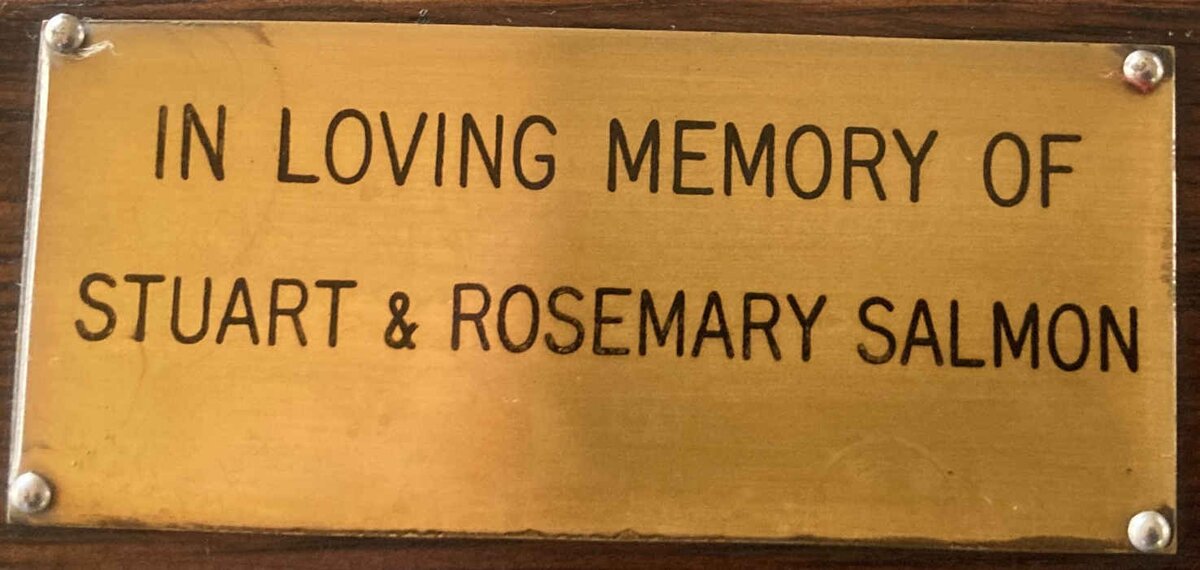 IN LOVING MEMORY OF
STUART & ROSEMARY SALMON